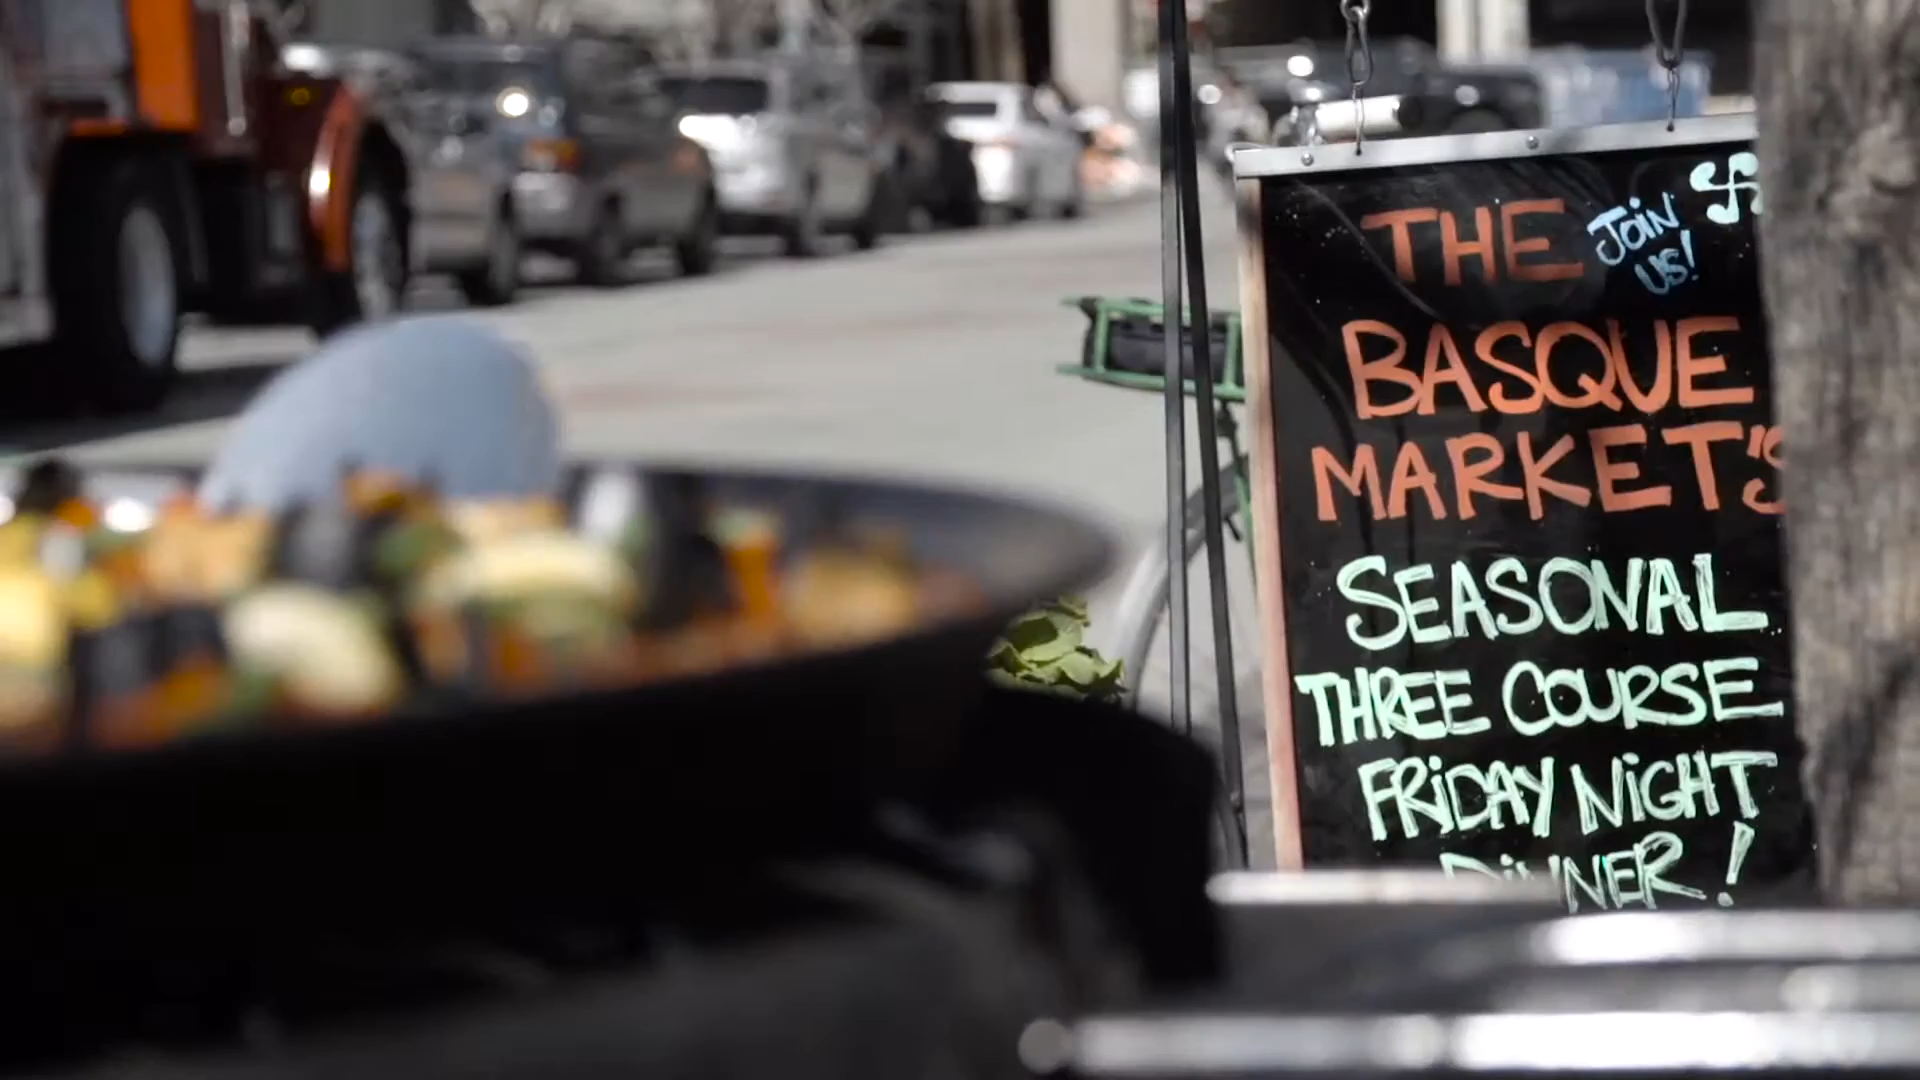 THE
JOiN
US!
BASQUE
MARKET'S
SEASONAL
THREE COURSE
FRiDAY NiGHT
DiNNER!